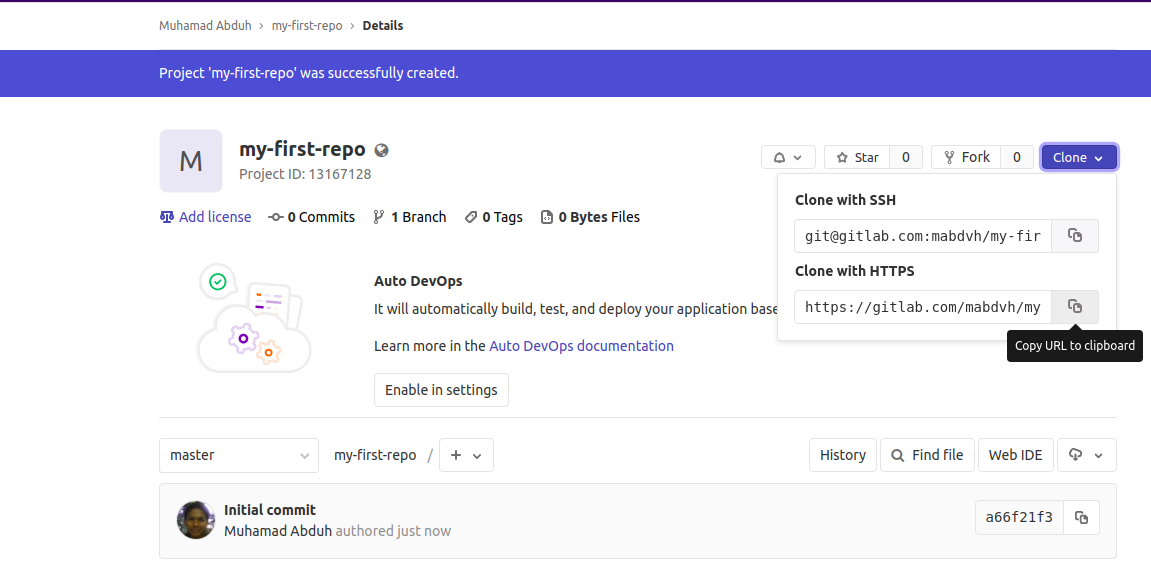 Muhamad Abduh › my-first-repo › Details
Project 'my-first-repo' was successfully created.
M
my-first-repo
Project ID: 13167128
Star 0 Fork 0 Clone
Add license 0 Commits 1 Branch 0 Tags 0 Bytes Files
Clone with SSH
git@gitlab.com:mabdvh/my-fir
Clone with HTTPS
https://gitlab.com/mabdvh/my
Copy URL to clipboard
Auto DevOps
It will automatically build, test, and deploy your application base
Learn more in the Auto DevOps documentation
Enable in settings
master my-first-repo / + History Find file Web IDE
Initial commit
Muhamad Abduh authored just now
a66f21f3